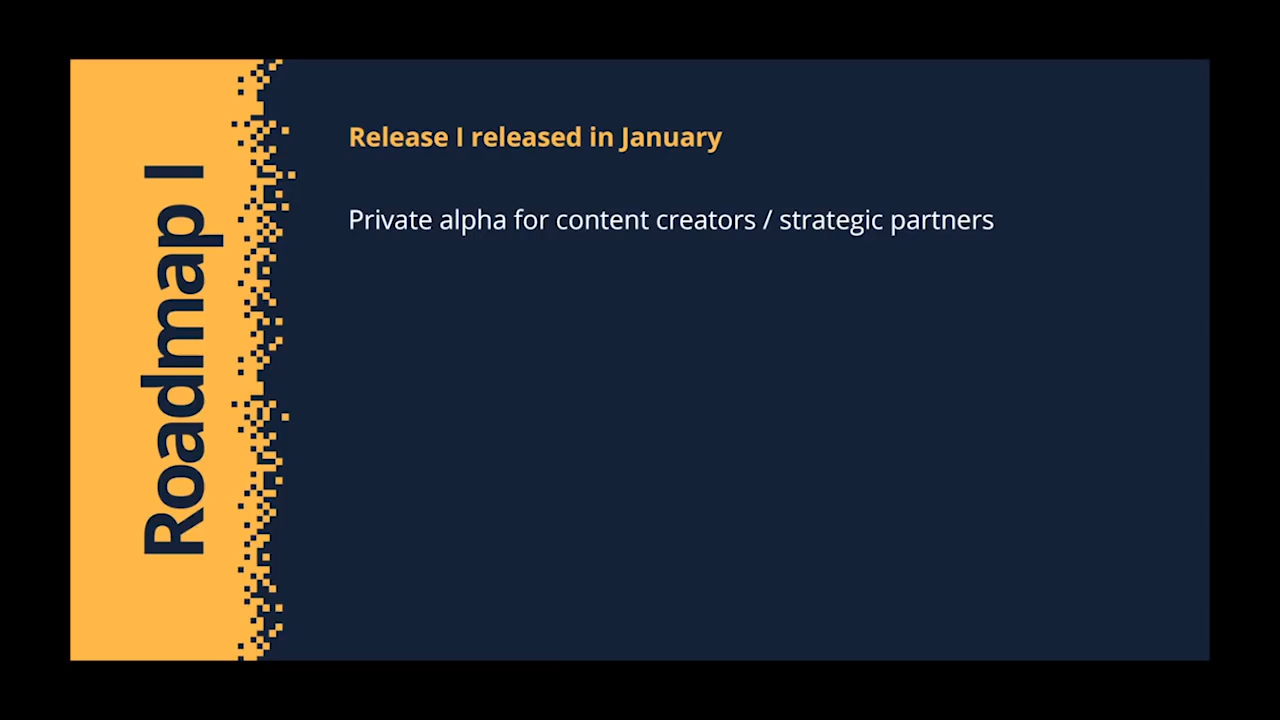 Roadmap I
Release I released in January
Private alpha for content creators / strategic partners